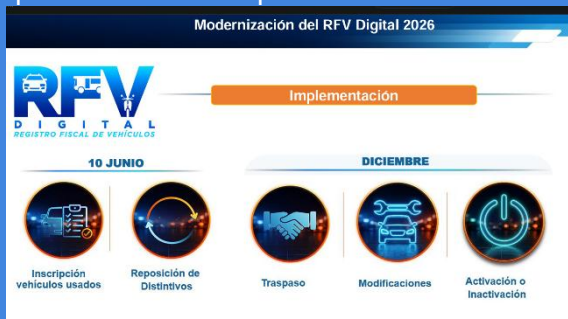 Modernización del RFV Digital 2026
RFV
DIGITAL
REGISTRO FISCAL DE VEHÍCULOS
Implementación
10 JUNIO
DICIEMBRE
Inscripción
vehículos usados
Reposición de
Distintivos
Traspaso
Modificaciones
Activación o
Inactivación